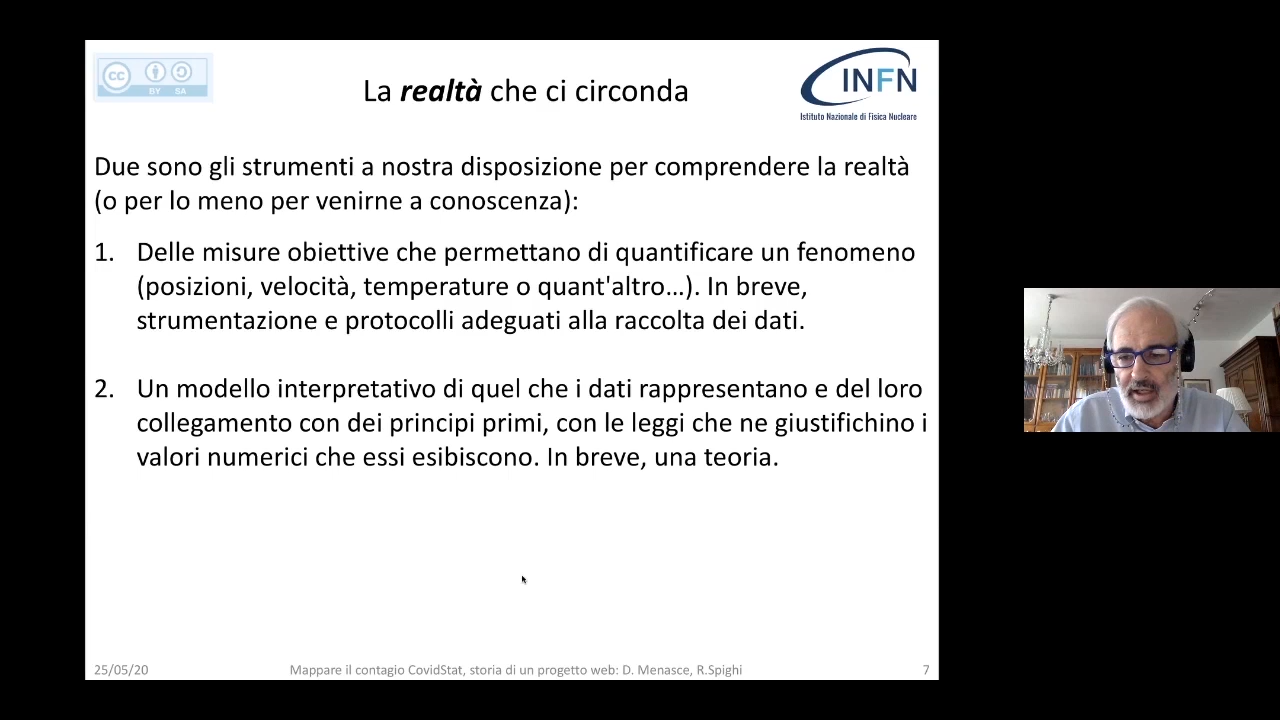 cc
BY SA
La realtà che ci circonda
INFN
Istituto Nazionale di Fisica Nucleare
Due sono gli strumenti a nostra disposizione per comprendere la realtà
(o per lo meno per venirne a conoscenza):
1. Delle misure obiettive che permettano di quantificare un fenomeno
(posizioni, velocità, temperature o quant'altro…). In breve,
strumentazione e protocolli adeguati alla raccolta dei dati.
2. Un modello interpretativo di quel che i dati rappresentano e del loro
collegamento con dei principi primi, con le leggi che ne giustifichino i
valori numerici che essi esibiscono. In breve, una teoria.
25/05/20 Mappare il contagio CovidStat, storia di un progetto web: D. Menasce, R.Spighi 7